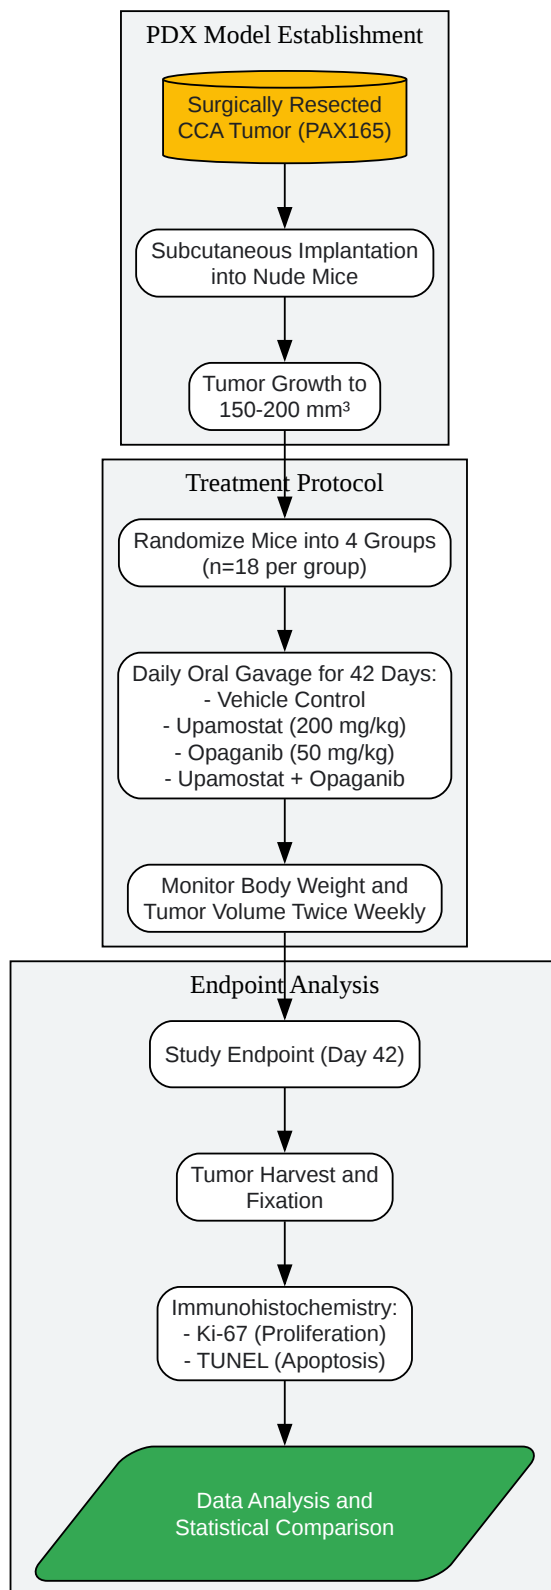 PDX Model Establishment
Surgically Resected
CCA Tumor (PAX165)
Subcutaneous Implantation
into Nude Mice
Tumor Growth to
150-200 mm³
Treatment Protocol
Randomize Mice into 4 Groups
(n=18 per group)
Daily Oral Gavage for 42 Days:
- Vehicle Control
- Upamostat (200 mg/kg)
- Opaganib (50 mg/kg)
- Upamostat + Opaganib
Monitor Body Weight and
Tumor Volume Twice Weekly
Endpoint Analysis
Study Endpoint (Day 42)
Tumor Harvest and
Fixation
Immunohistochemistry:
- Ki-67 (Proliferation)
- TUNEL (Apoptosis)
Data Analysis and
Statistical Comparison